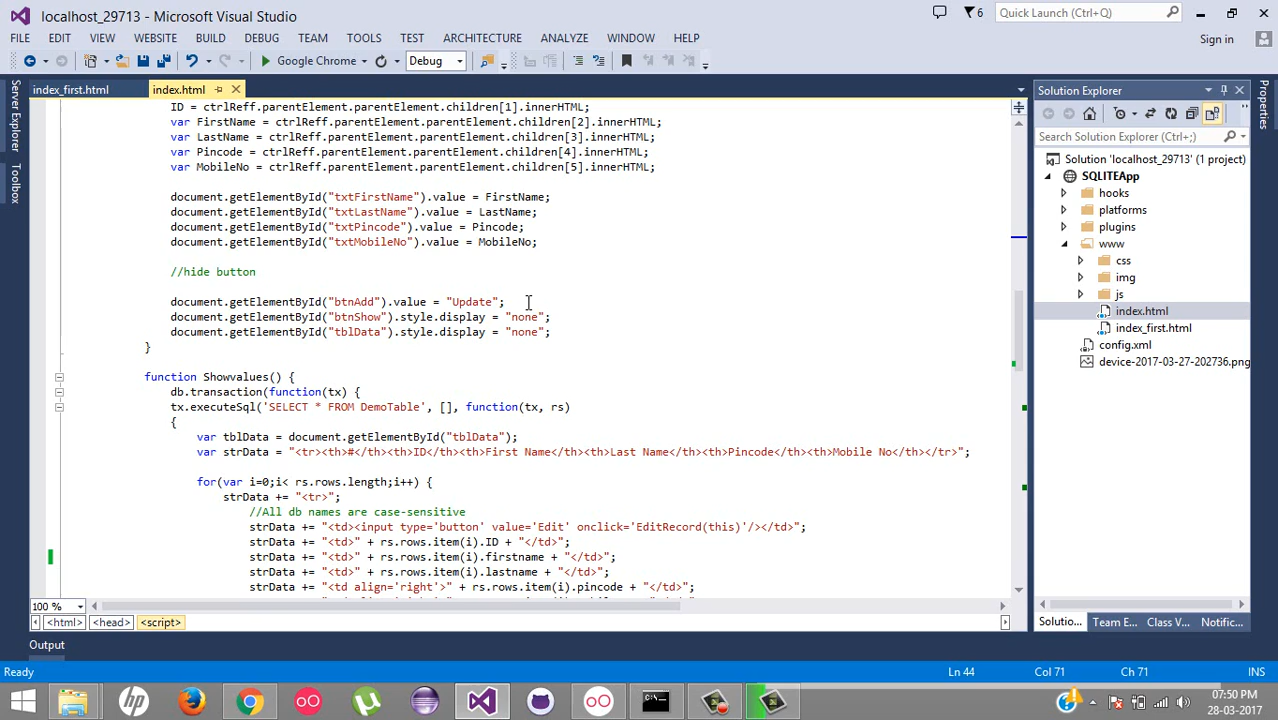 localhost_29713 - Microsoft Visual Studio
6
Quick Launch (Ctrl+Q)
FILE EDIT VIEW WEBSITE BUILD DEBUG TEAM TOOLS TEST ARCHITECTURE ANALYZE WINDOW HELP
Sign in
Google Chrome
Debug
Server Explorer
Toolbox
index_first.html
index.html
ID = ctrlReff.parentElement.parentElement.children[1].innerHTML;
var FirstName = ctrlReff.parentElement.parentElement.children[2].innerHTML;
var LastName = ctrlReff.parentElement.parentElement.children[3].innerHTML;
var Pincode = ctrlReff.parentElement.parentElement.children[4].innerHTML;
var MobileNo = ctrlReff.parentElement.parentElement.children[5].innerHTML;
document.getElementById("txtFirstName").value = FirstName;
document.getElementById("txtLastName").value = LastName;
document.getElementById("txtPincode").value = Pincode;
document.getElementById("txtMobileNo").value = MobileNo;
//hide button
document.getElementById("btnAdd").value = "Update";
document.getElementById("btnShow").style.display = "none";
document.getElementById("tblData").style.display = "none";
}
function Showvalues() {
db.transaction(function(tx) {
tx.executeSql('SELECT * FROM DemoTable', [], function(tx, rs)
{
var tblData = document.getElementById("tblData");
var strData = "<tr><th>#</th><th>ID</th><th>First Name</th><th>Last Name</th><th>Pincode</th><th>Mobile No</th></tr>";
for(var i=0;i< rs.rows.length;i++) {
strData += "<tr>";
//All db names are case-sensitive
strData += "<td><input type='button' value='Edit' onclick='EditRecord(this)'/></td>";
strData += "<td>" + rs.rows.item(i).ID + "</td>";
strData += "<td>" + rs.rows.item(i).firstname + "</td>";
strData += "<td>" + rs.rows.item(i).lastname + "</td>";
strData += "<td align='right'>" + rs.rows.item(i).pincode + "</td>";
100 %
<html> <head> <script>
Output
Solution Explorer
Search Solution Explorer (Ctrl+;)
Solution 'localhost_29713' (1 project)
SQLITEApp
hooks
platforms
plugins
www
css
img
js
index.html
index_first.html
config.xml
device-2017-03-27-202736.png
Solutio... Team E... Class V... Notific...
Properties
Ready
Ln 44
Col 71
Ch 71
INS
07:50 PM
28-03-2017